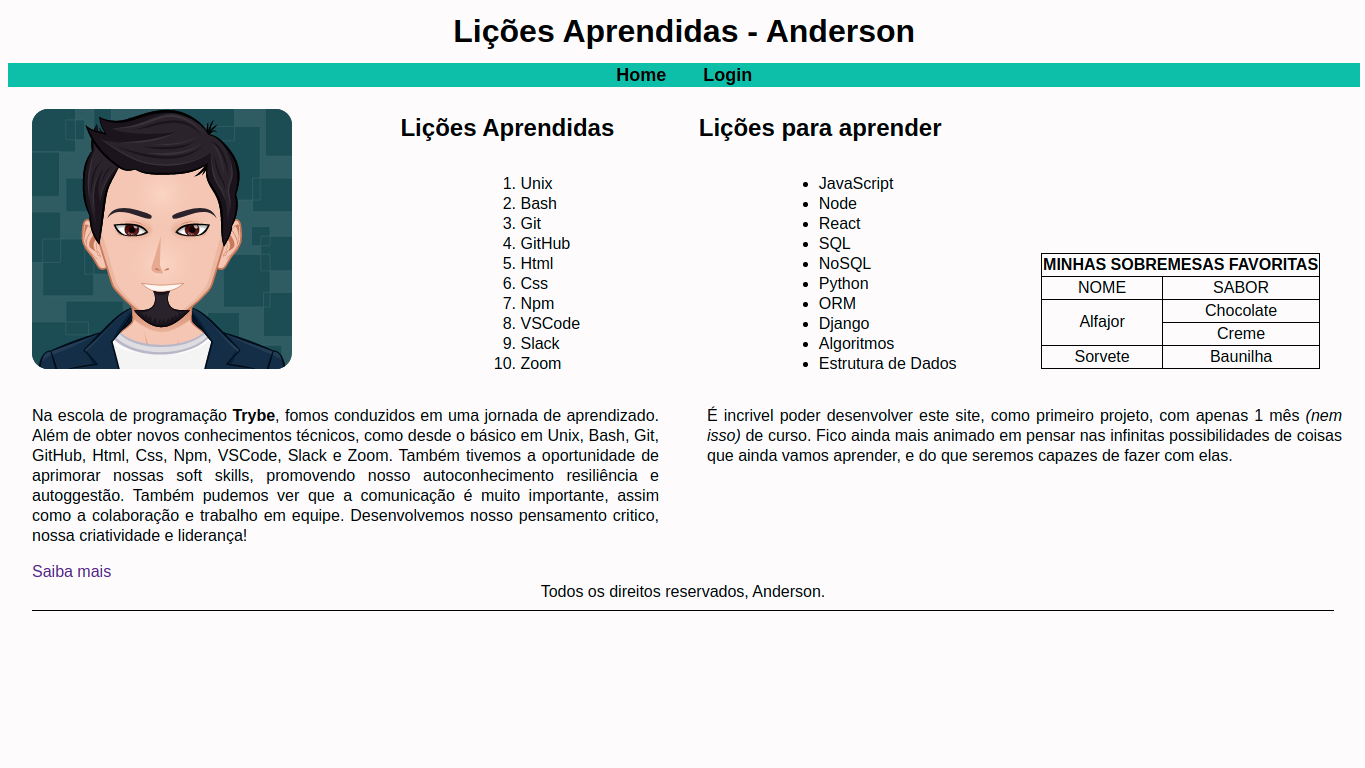 Lições Aprendidas - Anderson
Home Login
Lições Aprendidas
1. Unix
2. Bash
3. Git
4. GitHub
5. Html
6. Css
7. Npm
8. VSCode
9. Slack
10. Zoom
Lições para aprender
• JavaScript
• Node
• React
• SQL
• NoSQL
• Python
• ORM
• Django
• Algoritmos
• Estrutura de Dados
MINHAS SOBREMESAS FAVORITAS
NOME SABOR
Alfajor Chocolate
Creme
Sorvete Baunilha
Na escola de programação Trybe, fomos conduzidos em uma jornada de aprendizado.
Além de obter novos conhecimentos técnicos, como desde o básico em Unix, Bash, Git,
GitHub, Html, Css, Npm, VSCode, Slack e Zoom. Também tivemos a oportunidade de
aprimorar nossas soft skills, promovendo nosso autoconhecimento resiliência e
autoggestão. Também pudemos ver que a comunicação é muito importante, assim
como a colaboração e trabalho em equipe. Desenvolvemos nosso pensamento critico,
nossa criatividade e liderança!
É incrivel poder desenvolver este site, como primeiro projeto, com apenas 1 mês (nem
isso) de curso. Fico ainda mais animado em pensar nas infinitas possibilidades de coisas
que ainda vamos aprender, e do que seremos capazes de fazer com elas.
Saiba mais
Todos os direitos reservados, Anderson.